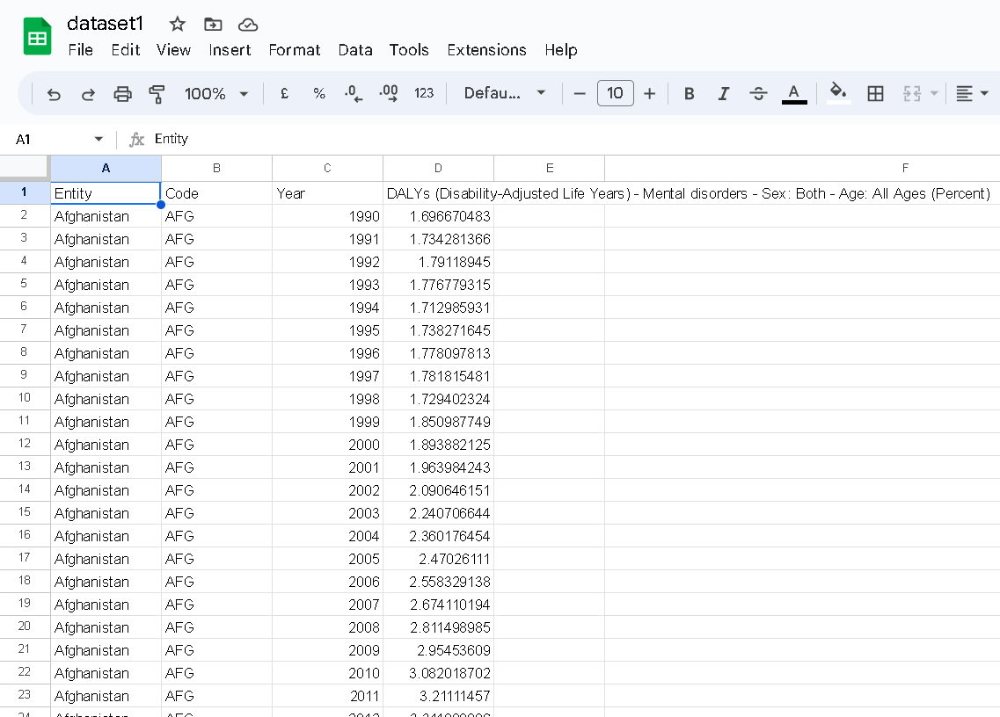 dataset1
File Edit View Insert Format Data Tools Extensions Help
100% £ % .0 .00 123 Defau... 10 B I S A
A1 fx Entity
A B C D E F
1 Entity Code Year DALYs (Disability-Adjusted Life Years) - Mental disorders - Sex: Both - Age: All Ages (Percent)
2 Afghanistan AFG 1990 1.696670483
3 Afghanistan AFG 1991 1.734281366
4 Afghanistan AFG 1992 1.79118945
5 Afghanistan AFG 1993 1.776779315
6 Afghanistan AFG 1994 1.712985931
7 Afghanistan AFG 1995 1.738271645
8 Afghanistan AFG 1996 1.778097813
9 Afghanistan AFG 1997 1.781815481
10 Afghanistan AFG 1998 1.729402324
11 Afghanistan AFG 1999 1.850987749
12 Afghanistan AFG 2000 1.893882125
13 Afghanistan AFG 2001 1.963984243
14 Afghanistan AFG 2002 2.090646151
15 Afghanistan AFG 2003 2.240706644
16 Afghanistan AFG 2004 2.360176454
17 Afghanistan AFG 2005 2.47026111
18 Afghanistan AFG 2006 2.558329138
19 Afghanistan AFG 2007 2.674110194
20 Afghanistan AFG 2008 2.811498985
21 Afghanistan AFG 2009 2.95453609
22 Afghanistan AFG 2010 3.082018702
23 Afghanistan AFG 2011 3.21111457
24 Afghanistan AFG 2012